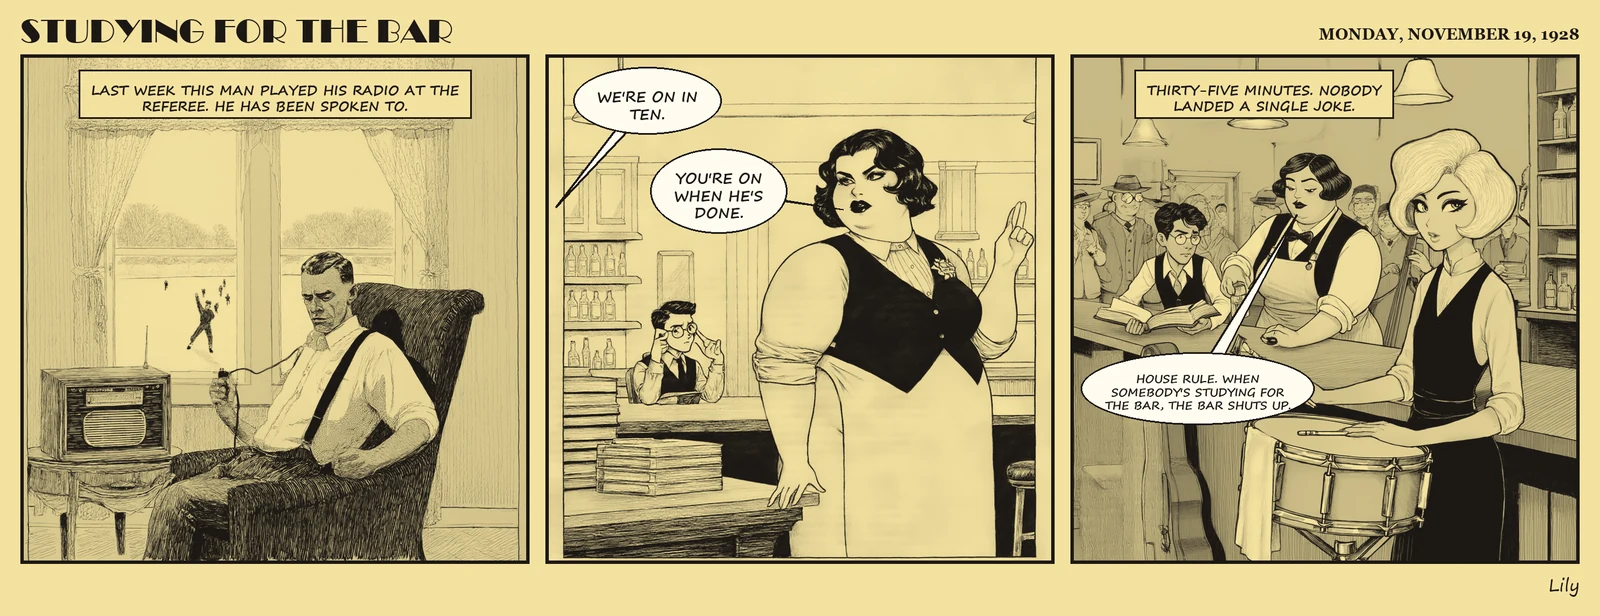 STUDYING FOR THE BAR
MONDAY, NOVEMBER 19, 1928
LAST WEEK THIS MAN PLAYED HIS RADIO AT THE
REFEREE. HE HAS BEEN SPOKEN TO.
WE'RE ON IN
TEN.
YOU'RE ON
WHEN HE'S
DONE.
THIRTY-FIVE MINUTES. NOBODY
LANDED A SINGLE JOKE.
HOUSE RULE. WHEN
SOMEBODY'S STUDYING FOR
THE BAR, THE BAR SHUTS UP.
Lily